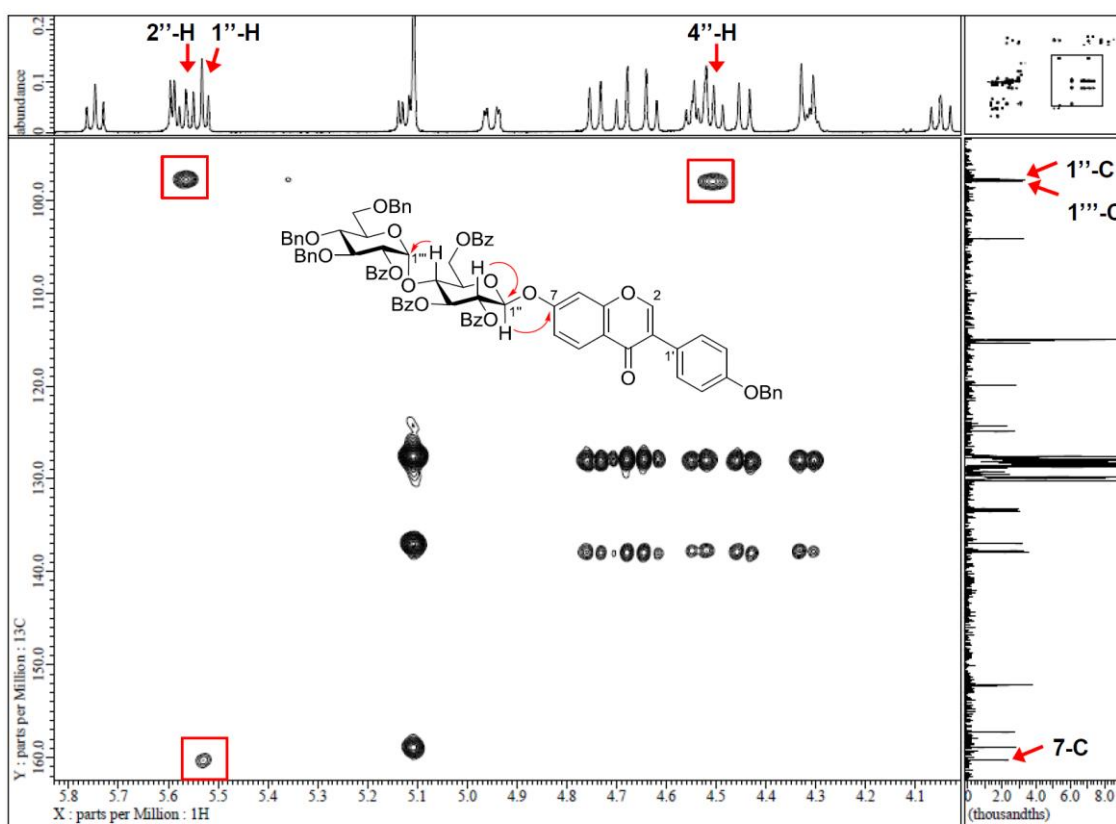 abundance
0 0.1 0.2
2’’-H 1’’-H 4’’-H
1’’-C
1’’’-C
OBn
BnO
BnO
BzO
O
H
OBz
H
O
BzO
H
BzO
1’’’
1’’
O
7
O
2
1'
O
OBn
7-C
Y : parts per Million : 13C
100.0 110.0 120.0 130.0 140.0 150.0 160.0
5.8 5.7 5.6 5.5 5.4 5.3 5.2 5.1 5.0 4.9 4.8 4.7 4.6 4.5 4.4 4.3 4.2 4.1
X : parts per Million : 1H
0 2.0 4.0 6.0 8.0
(thousandths)